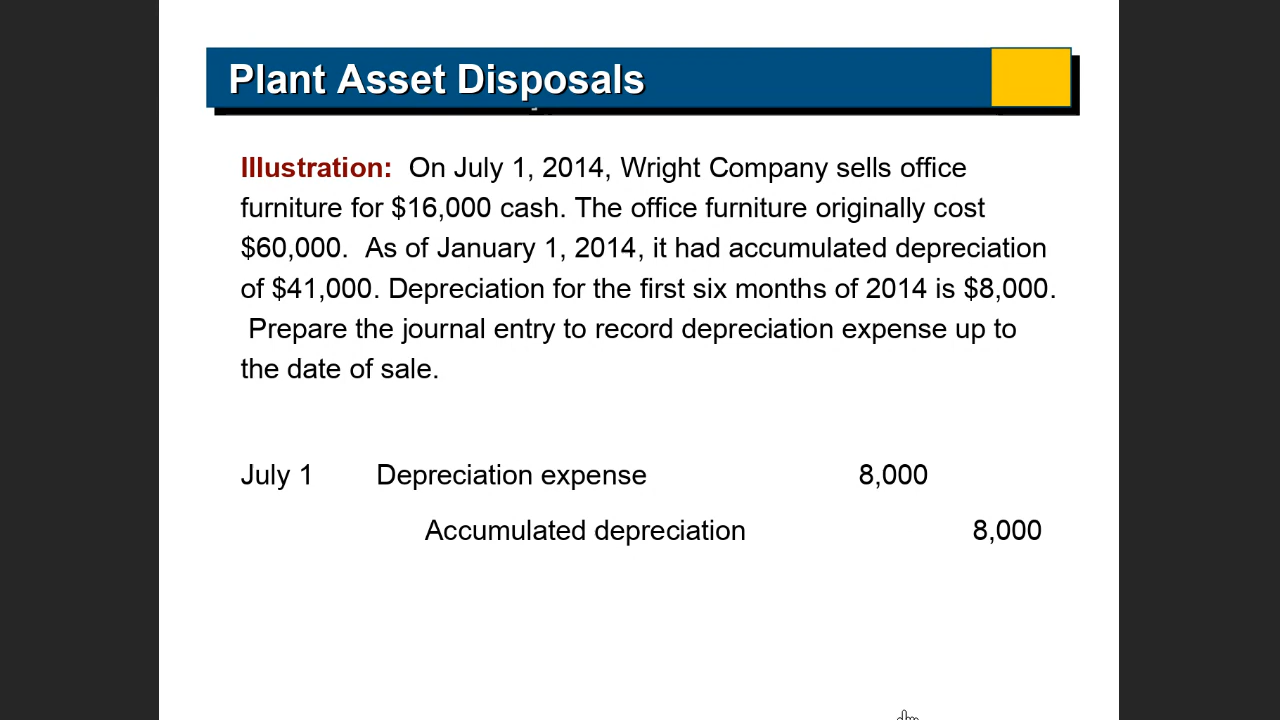 Plant Asset Disposals
Illustration: On July 1, 2014, Wright Company sells office
furniture for $16,000 cash. The office furniture originally cost
$60,000. As of January 1, 2014, it had accumulated depreciation
of $41,000. Depreciation for the first six months of 2014 is $8,000.
Prepare the journal entry to record depreciation expense up to
the date of sale.
July 1 Depreciation expense 8,000
Accumulated depreciation 8,000